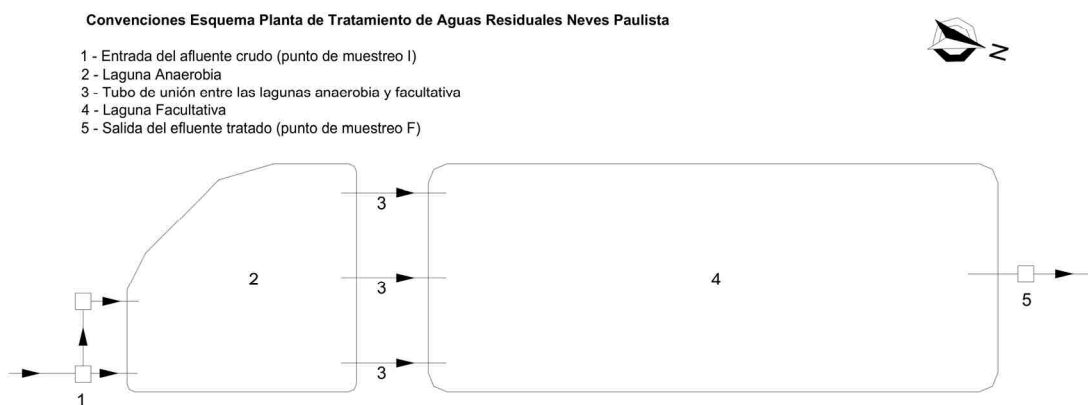 Convenciones Esquema Planta de Tratamiento de Aguas Residuales Neves Paulista
1 - Entrada del afluente crudo (punto de muestreo I)
2 - Laguna Anaerobia
3 - Tubo de unión entre las lagunas anaerobia y facultativa
4 - Laguna Facultativa
5 - Salida del efluente tratado (punto de muestreo F)
N
3
2
3
4
5
3
1